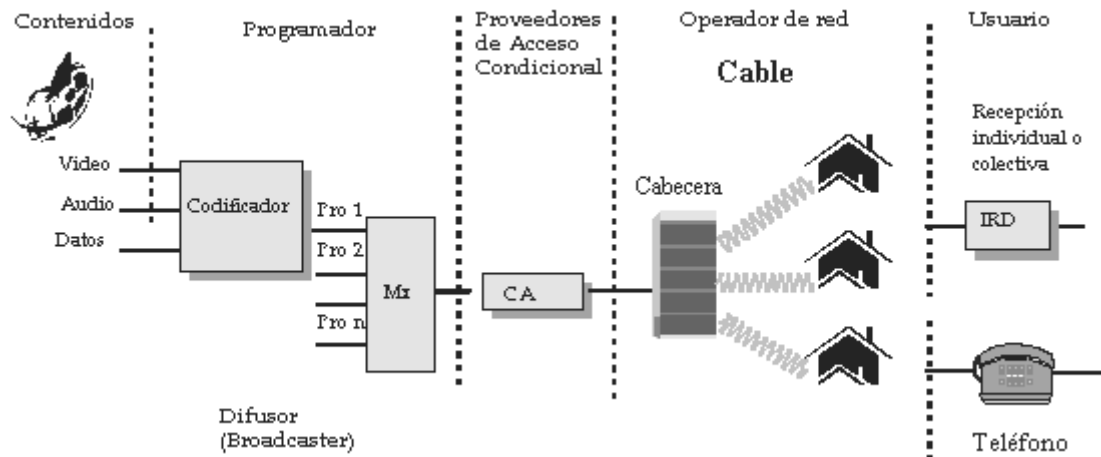 Contenidos
Programador
Proveedores
de Acceso
Condicional
Operador de red
Usuario
Cable
Recepción
individual o
colectiva
Video
Audio
Datos
Codificador
Pro 1
Pro 2
Pro n
Mx
CA
Cabecera
IRD
Difusor
(Broadcaster)
Teléfono